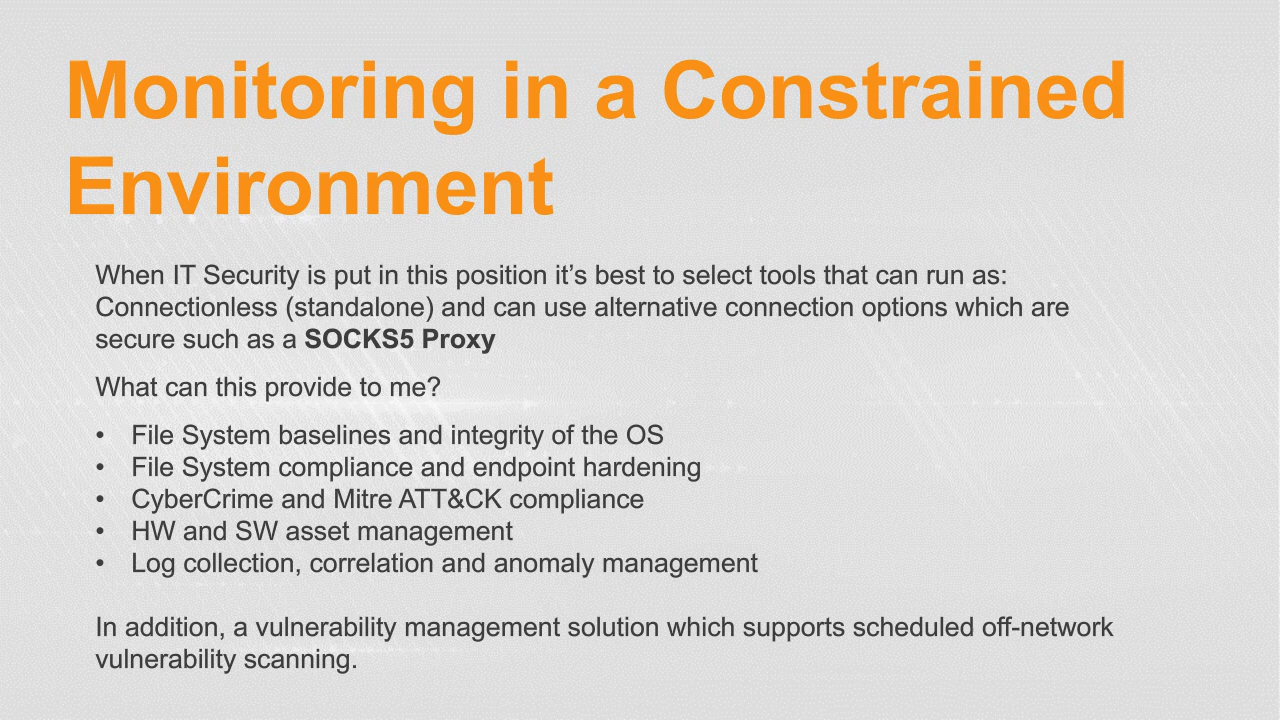 Monitoring in a Constrained
Environment
When IT Security is put in this position it’s best to select tools that can run as:
Connectionless (standalone) and can use alternative connection options which are
secure such as a SOCKS5 Proxy
What can this provide to me?
• File System baselines and integrity of the OS
• File System compliance and endpoint hardening
• CyberCrime and Mitre ATT&CK compliance
• HW and SW asset management
• Log collection, correlation and anomaly management
In addition, a vulnerability management solution which supports scheduled off-network
vulnerability scanning.